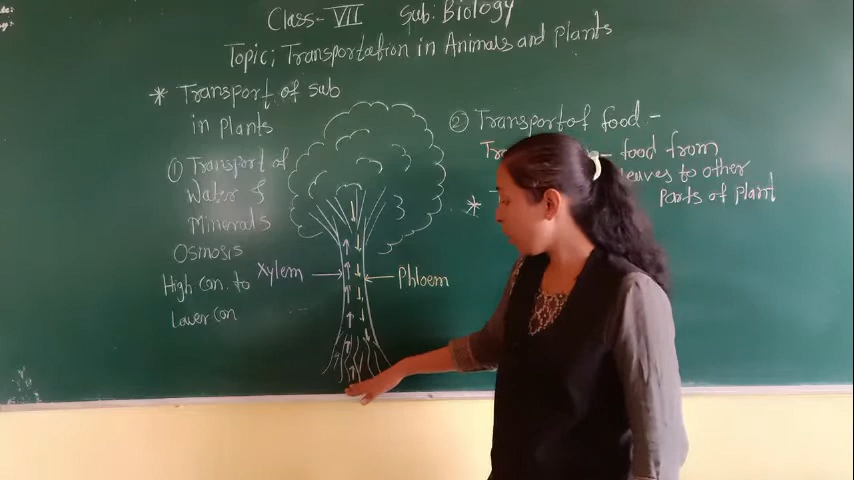 Class- VII Sub. Biology
Topic; Transportation in Animals and Plants
* Transport of sub
in plants
① Transport of
Water &
Minerals
Osmosis
High Con. to
Lower Con
Xylem
Phloem
② Transport of food -
food from
leaves to other
Parts of plant
*